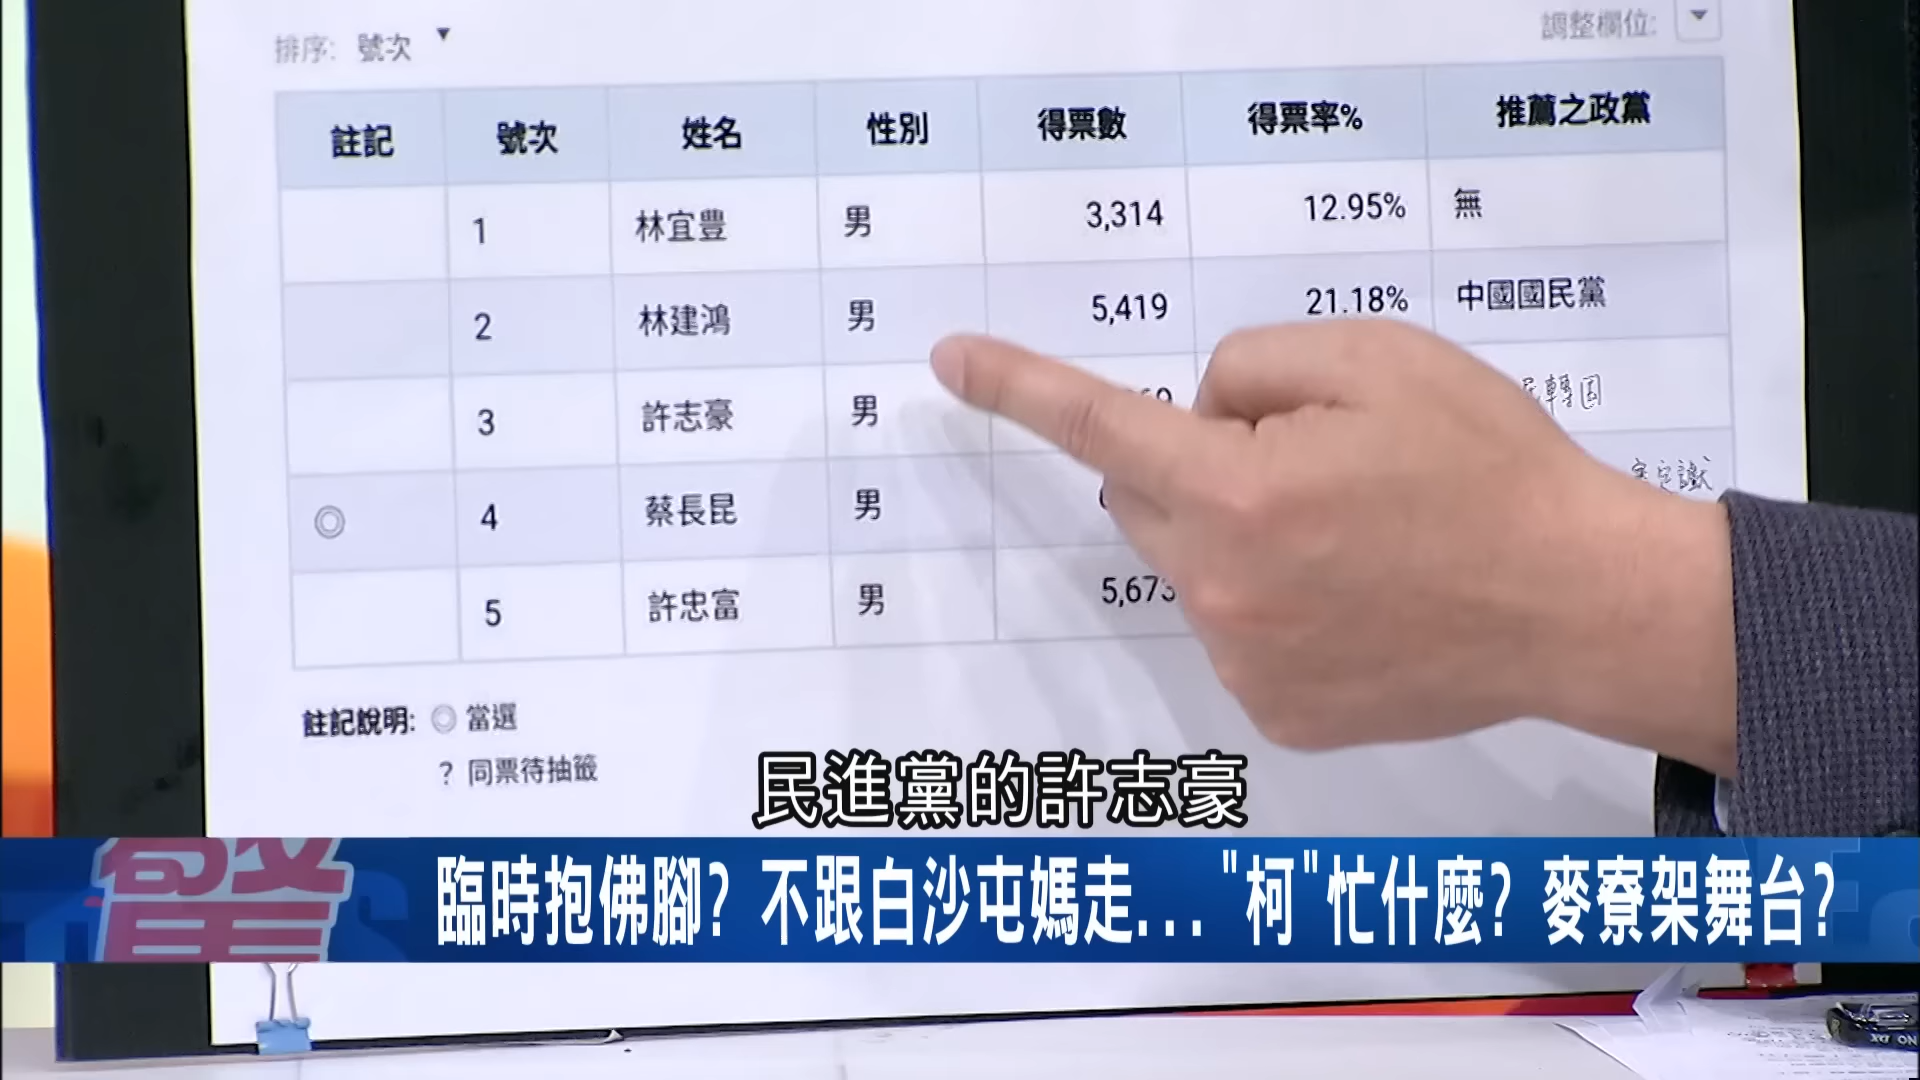 排序: 號次 ▼
調整欄位: ▼
註記 號次 姓名 性別 得票數 得票率% 推薦之政黨
1 林宜豐 男 3,314 12.95% 無
2 林建鴻 男 5,419 21.18% 中國國民黨
3 許志豪 男
◎ 4 蔡長昆 男
5 許忠富 男 5,673
註記說明: ◎ 當選
? 同票待抽籤
民進黨的許志豪
臨時抱佛腳? 不跟白沙屯媽走..."柯"忙什麼? 麥寮架舞台?